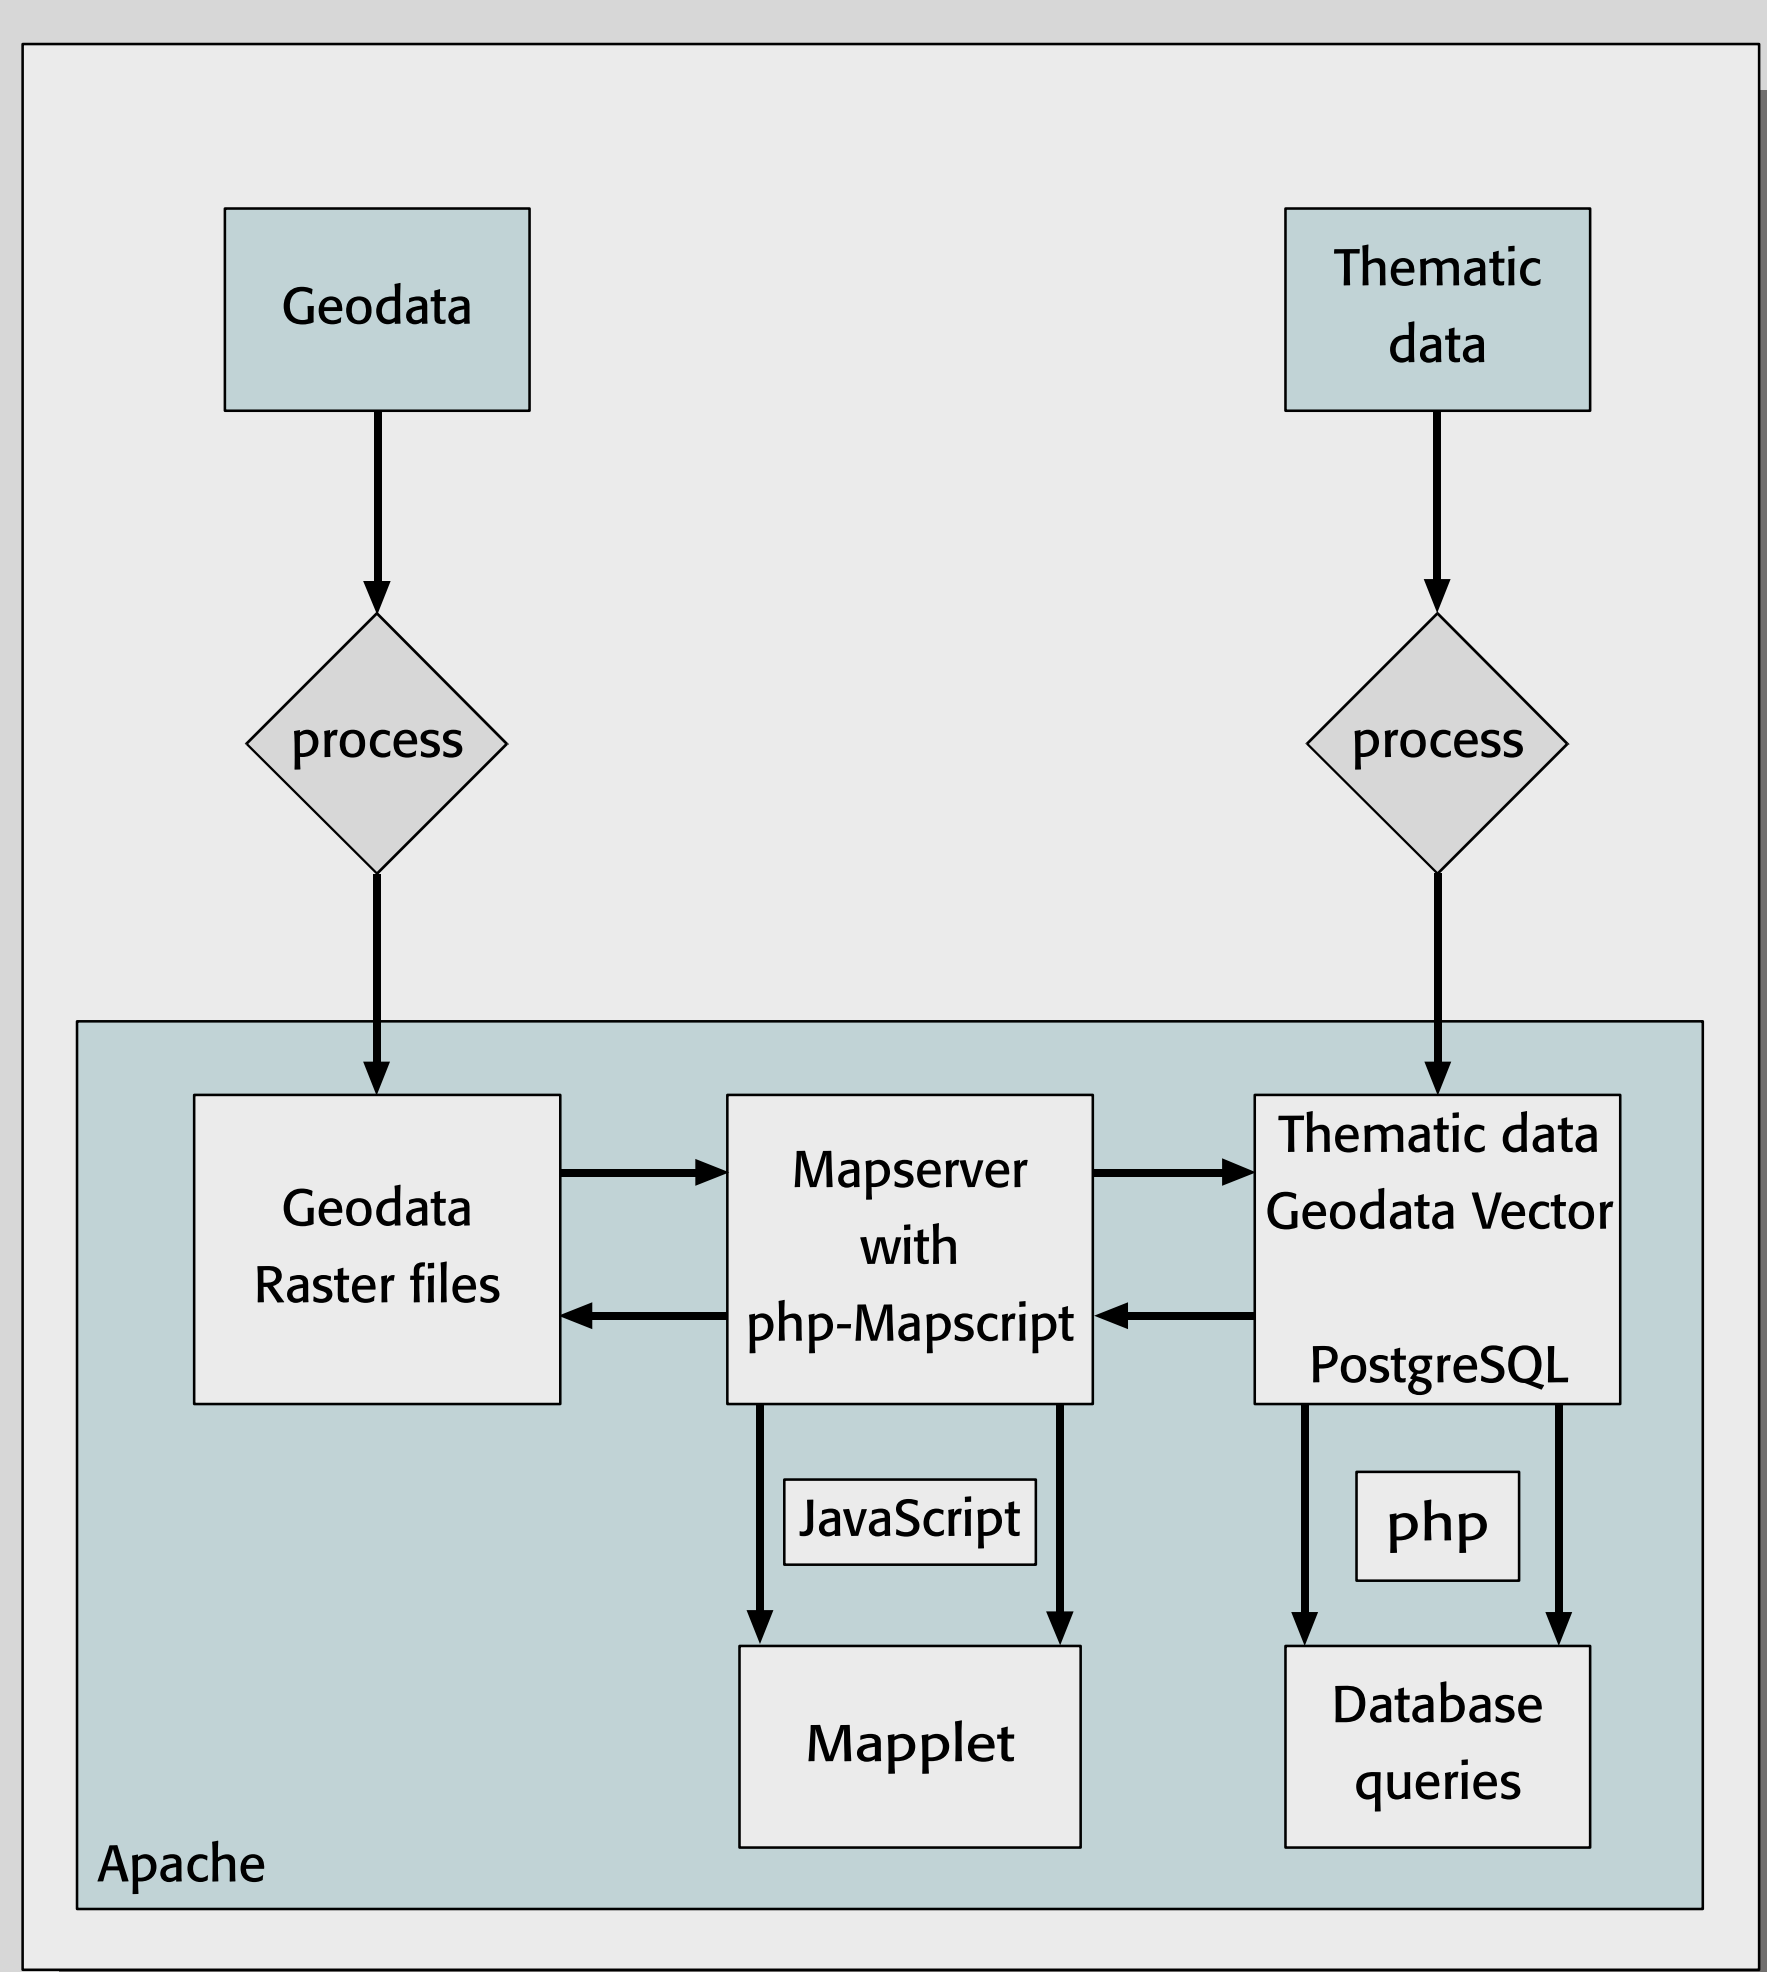 Geodata
Thematic
data
process
process
Geodata
Raster files
Mapserver
with
php-Mapscript
Thematic data
Geodata Vector
PostgreSQL
JavaScript
php
Mapplet
Database
queries
Apache